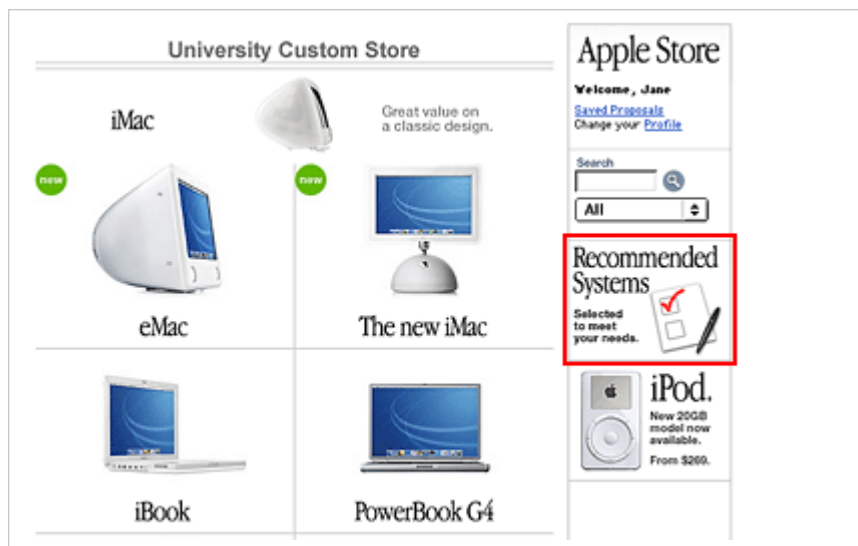 University Custom Store
iMac
Great value on
a classic design.
new
new
eMac
The new iMac
iBook
PowerBook G4
Apple Store
Welcome, Jane
Saved Proposals
Change your Profile
Search
All
Recommended
Systems
Selected
to meet
your needs.
iPod.
New 20GB
model now
available.
From $269.